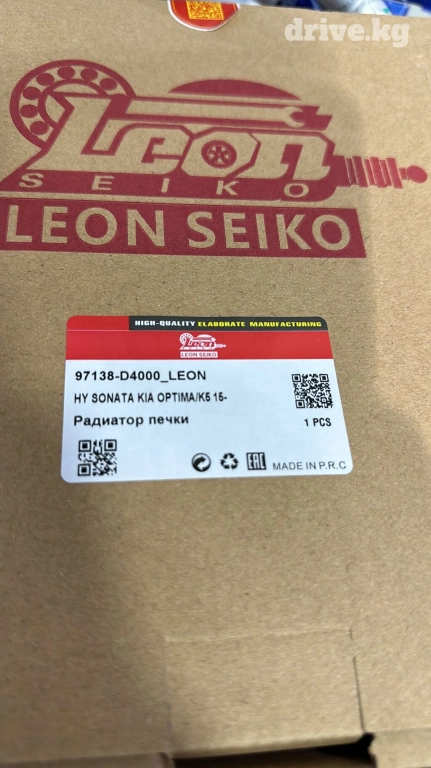 drive.kg
Leon
SEIKO
LEON SEIKO
HIGH-QUALITY ELABORATE MANUFACTURING
Leon
LEON SEIKO
97138-D4000_LEON
HY SONATA KIA OPTIMA/K5 15-
Радиатор печки
1 PCS
EAC
MADE IN P.R.C